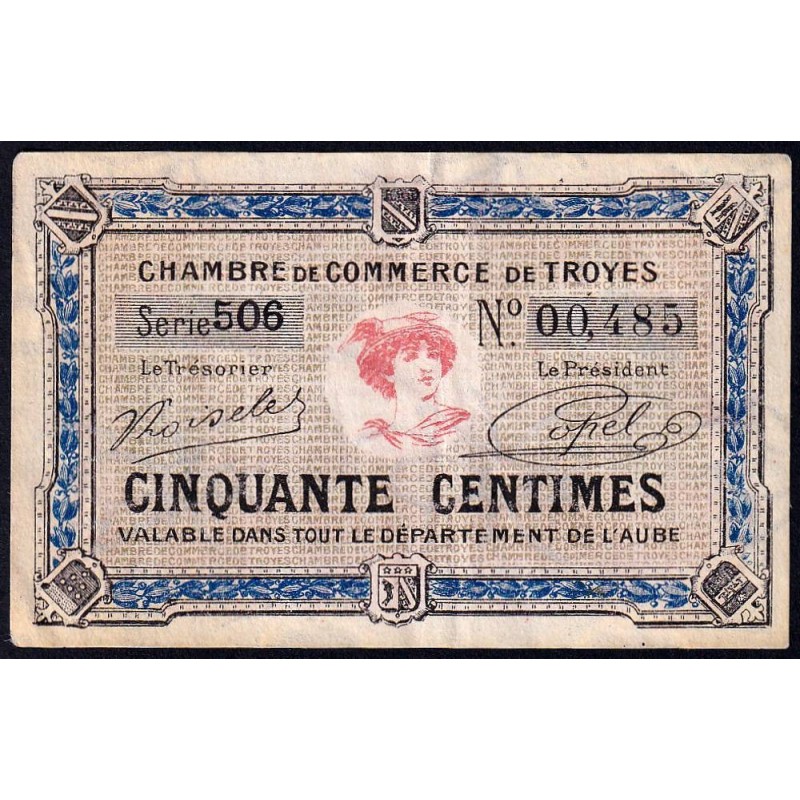 CHAMBRE DE COMMERCE DE TROYES
Serie 506 Nº 00,485
Le Trésorier Le Président
CINQUANTE CENTIMES
VALABLE DANS TOUT LE DÉPARTEMENT DE L'AUBE